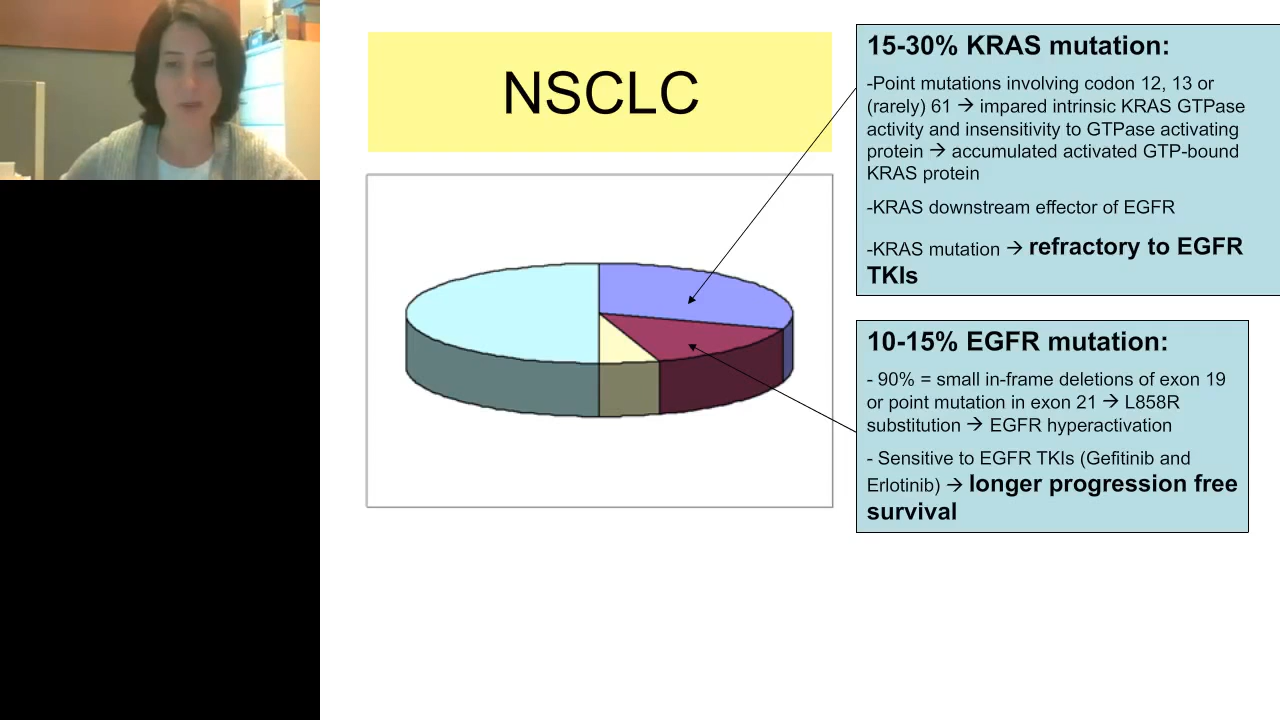 NSCLC
15-30% KRAS mutation:
-Point mutations involving codon 12, 13 or
(rarely) 61 → impared intrinsic KRAS GTPase
activity and insensitivity to GTPase activating
protein → accumulated activated GTP-bound
KRAS protein
-KRAS downstream effector of EGFR
-KRAS mutation → refractory to EGFR
TKIs
10-15% EGFR mutation:
- 90% = small in-frame deletions of exon 19
or point mutation in exon 21 → L858R
substitution → EGFR hyperactivation
- Sensitive to EGFR TKIs (Gefitinib and
Erlotinib) → longer progression free
survival